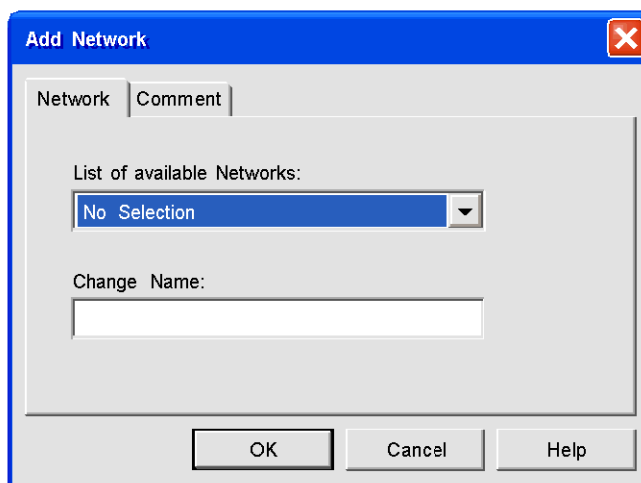 Add Network
Network Comment
List of available Networks:
No Selection
Change Name:
OK Cancel Help